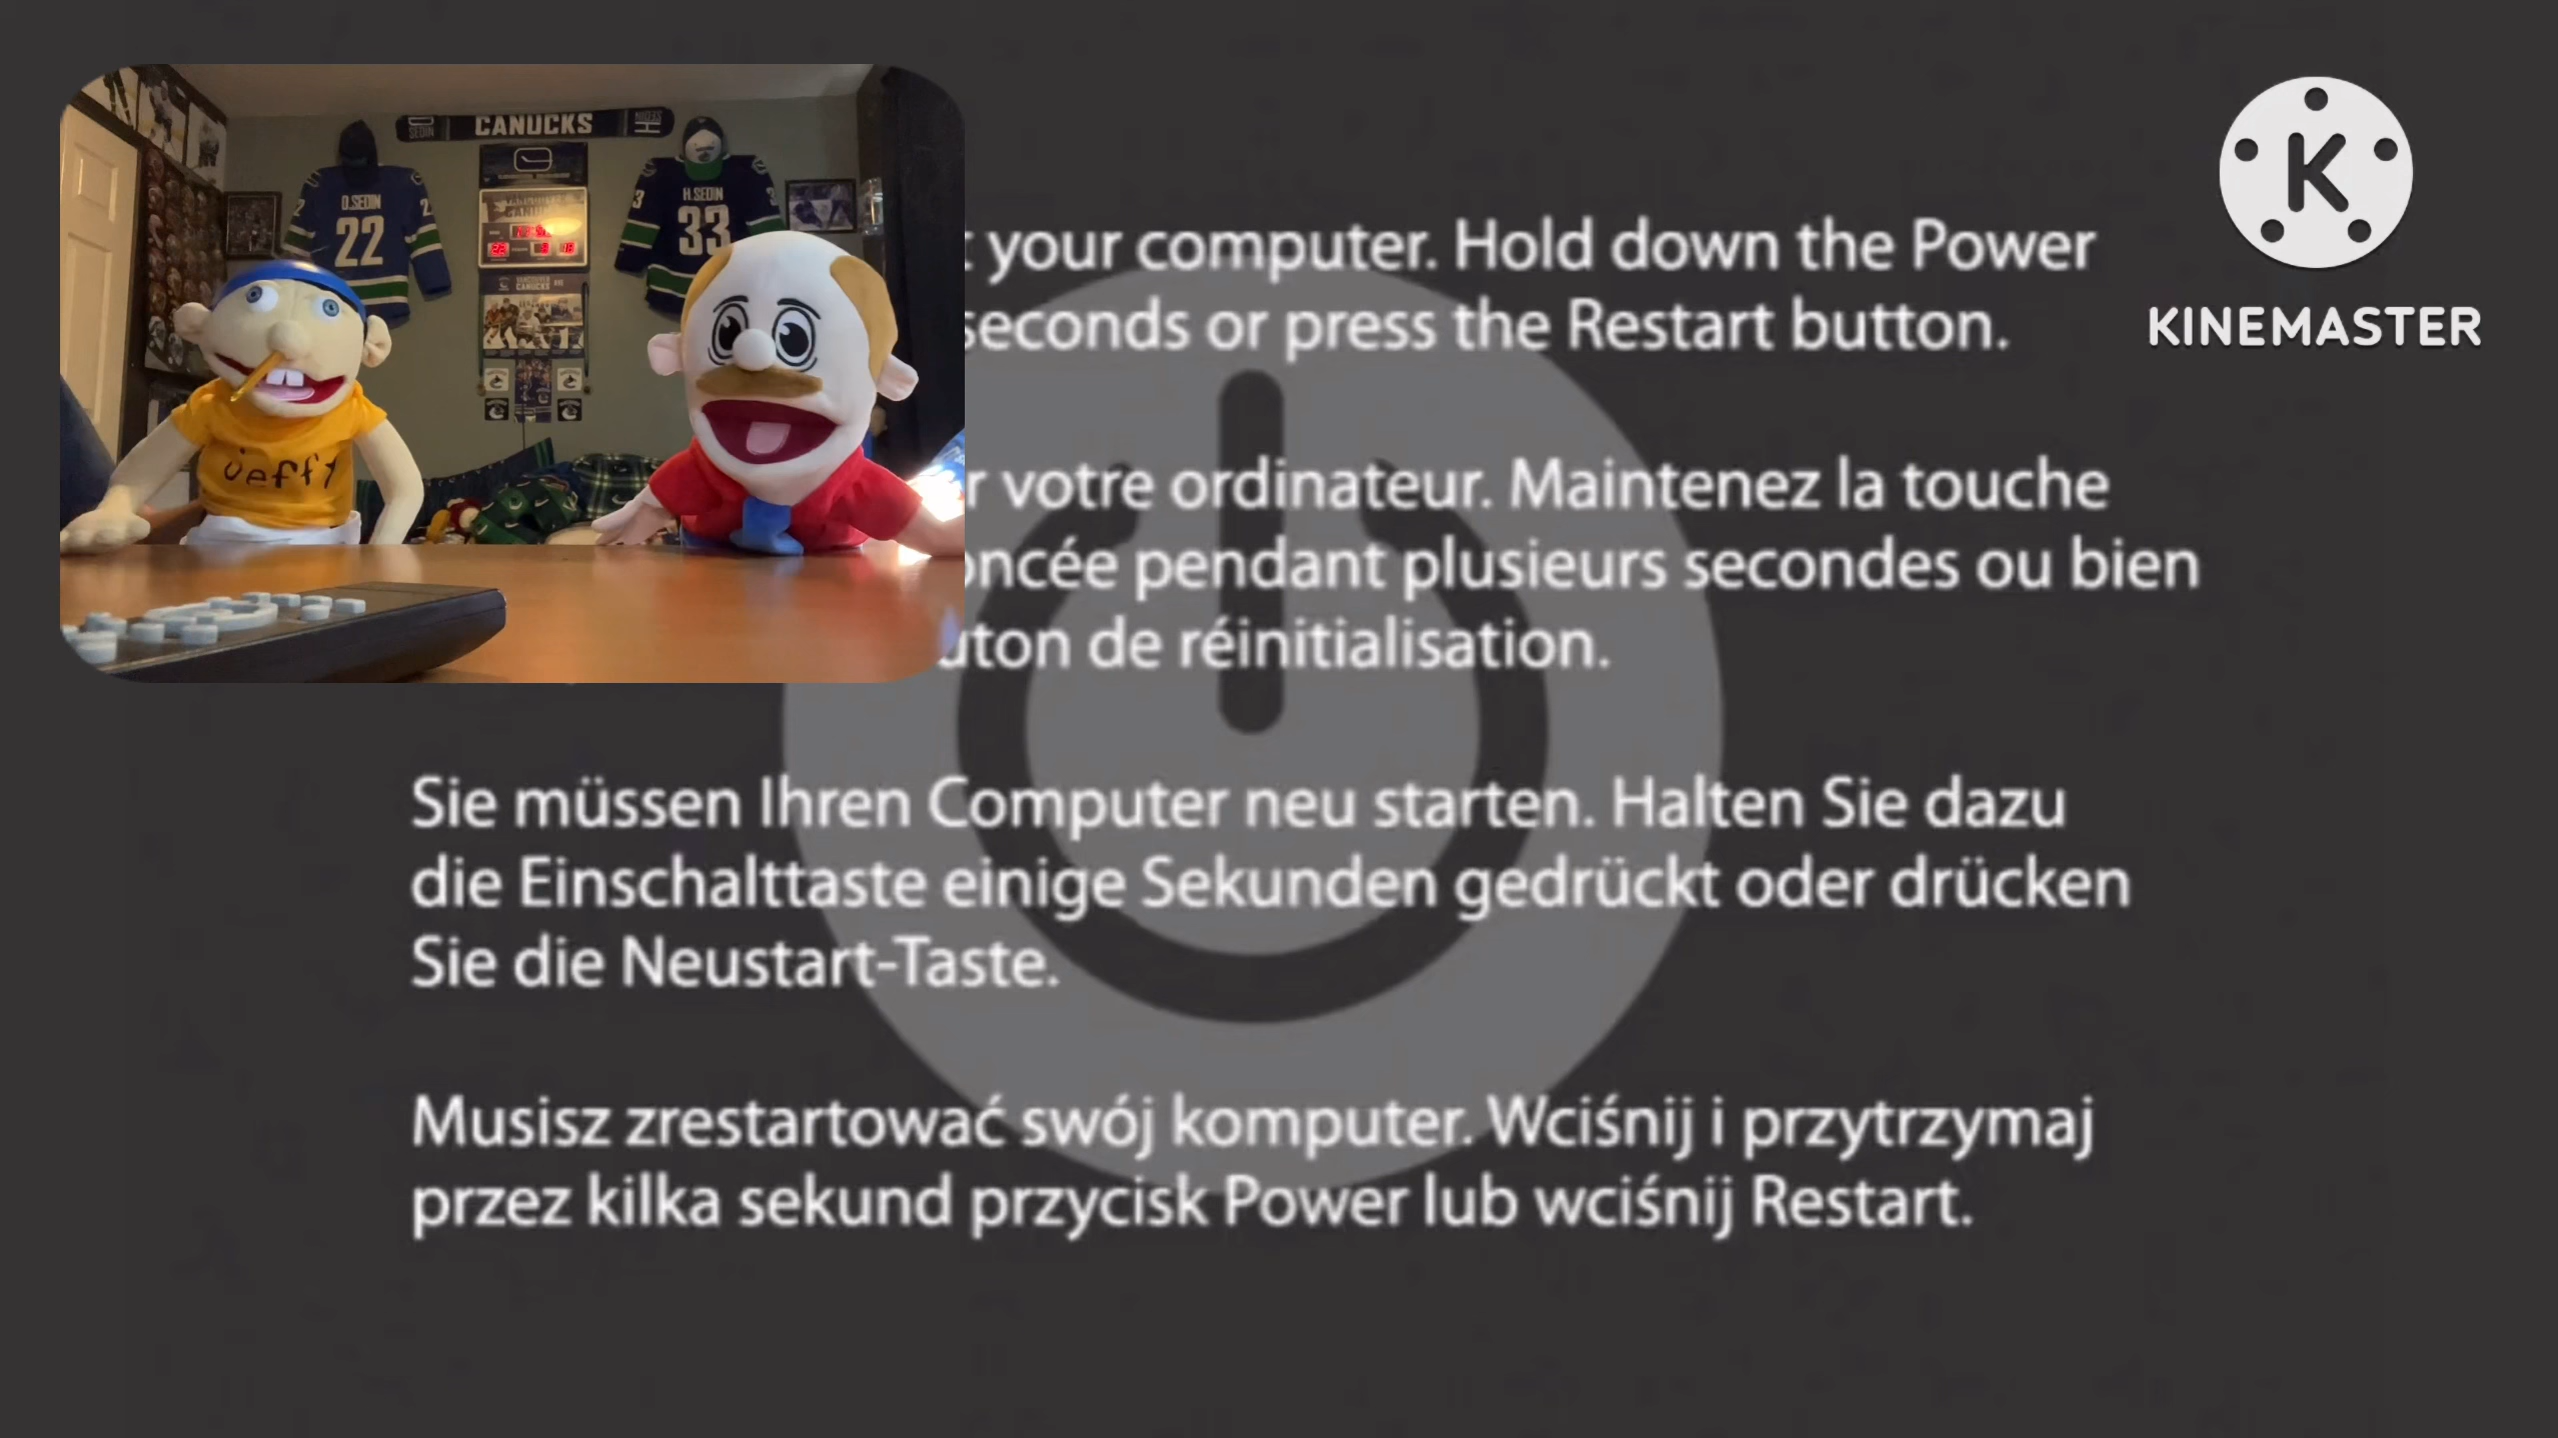 CANUCKS
D.SEDIN
22
H.SEDIN
33
CANUCKS
Jeffy
KINEMASTER
your computer. Hold down the Power
seconds or press the Restart button.
votre ordinateur. Maintenez la touche
oncée pendant plusieurs secondes ou bien
uton de réinitialisation.
Sie müssen Ihren Computer neu starten. Halten Sie dazu
die Einschalttaste einige Sekunden gedrückt oder drücken
Sie die Neustart-Taste.
Musisz zrestartować swój komputer. Wciśnij i przytrzymaj
przez kilka sekund przycisk Power lub wciśnij Restart.